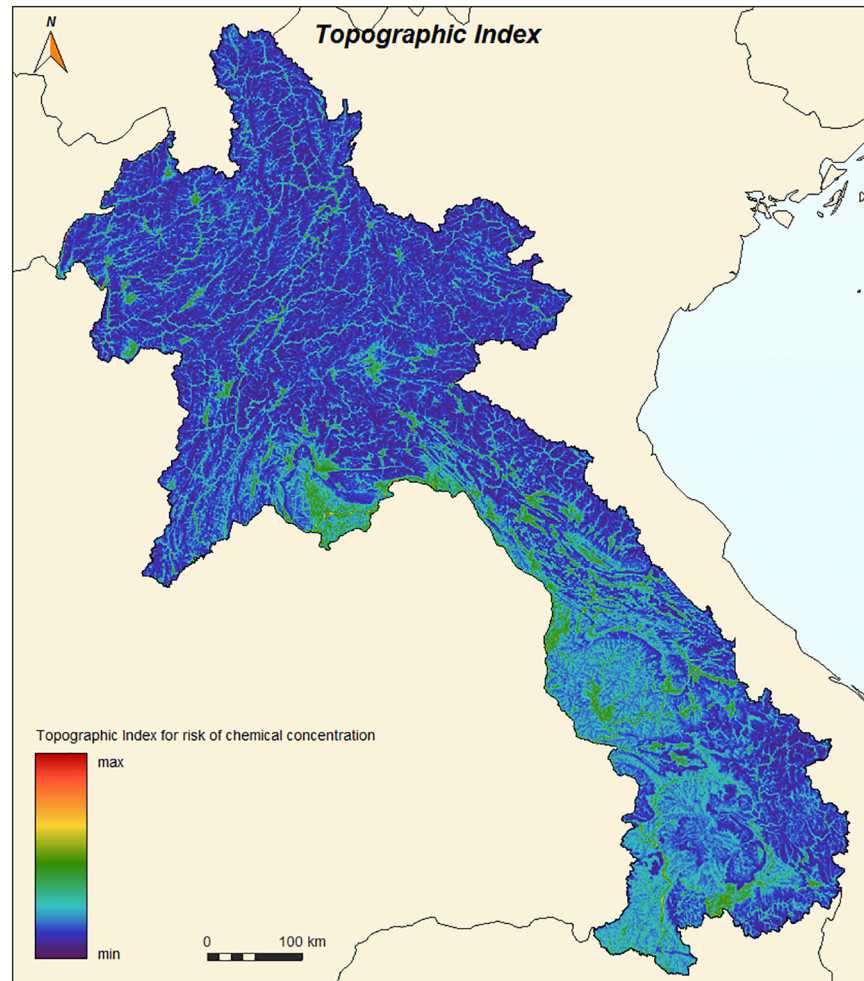 N
Topographic Index
Topographic Index for risk of chemical concentration
max
min
0 100 km